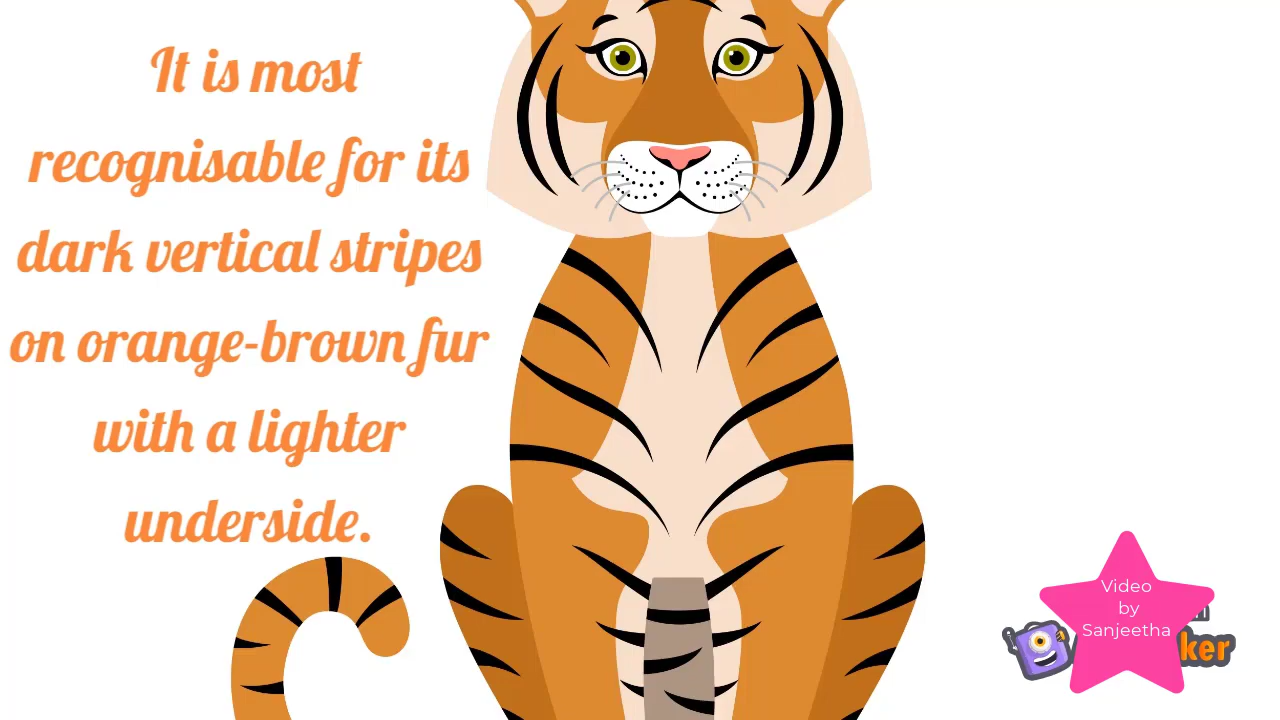 It is most
recognisable for its
dark vertical stripes
on orange-brown fur
with a lighter
underside.
Video
by
Sanjeetha
ker